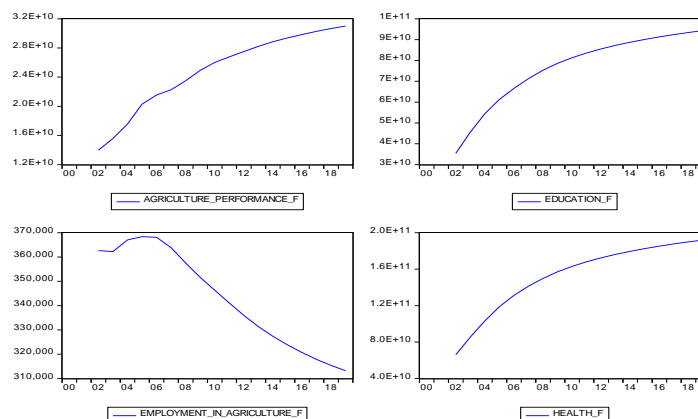 3.2E+10
2.8E+10
2.4E+10
2.0E+10
1.6E+10
1.2E+10
00 02 04 06 08 10 12 14 16 18
AGRICULTURE_PERFORMANCE_F
1E+11
9E+10
8E+10
7E+10
6E+10
5E+10
4E+10
3E+10
00 02 04 06 08 10 12 14 16 18
EDUCATION_F
370,000
360,000
350,000
340,000
330,000
320,000
310,000
00 02 04 06 08 10 12 14 16 18
EMPLOYMENT_IN_AGRICULTURE_F
2.0E+11
1.6E+11
1.2E+11
8.0E+10
4.0E+10
00 02 04 06 08 10 12 14 16 18
HEALTH_F